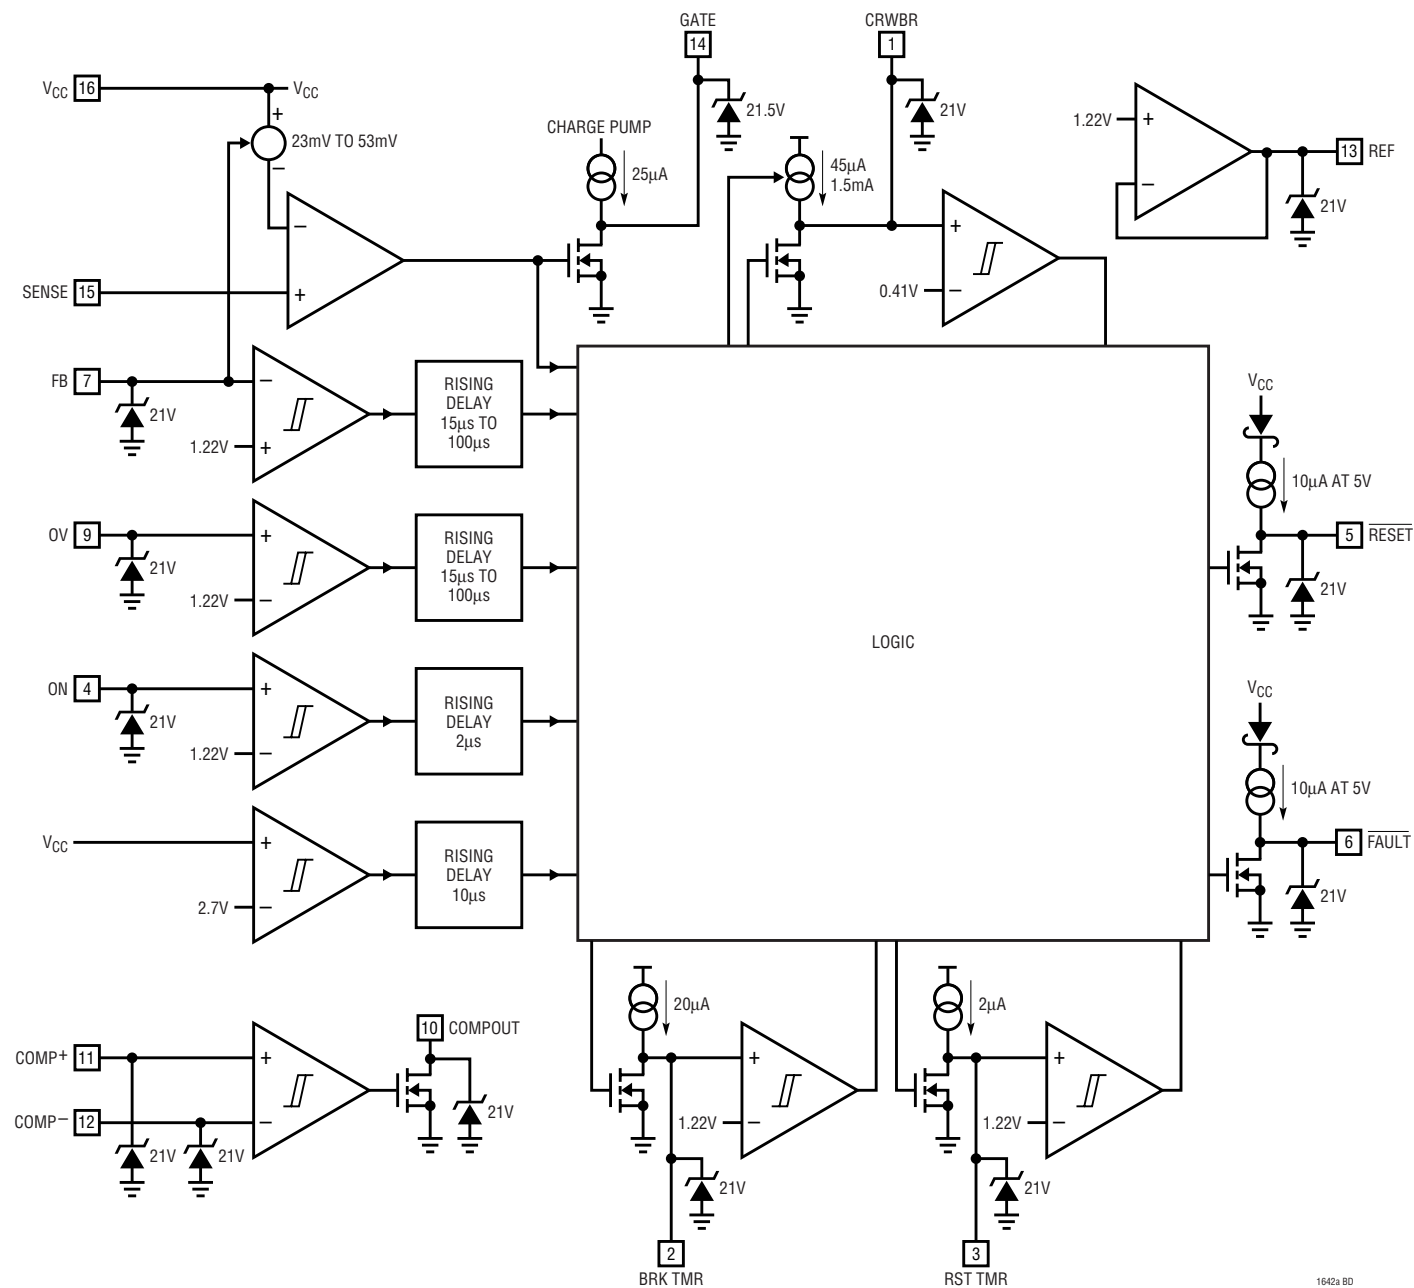 GATE
14
CRWBR
1
VCC 16
VCC
+
23mV TO 53mV
−
CHARGE PUMP
25µA
21.5V
45µA
1.5mA
21V
1.22V
+
−
13 REF
21V
−
+
SENSE 15
+
0.41V
−
FB 7
21V
−
1.22V
+
RISING
DELAY
15µs TO
100µs
OV 9
21V
+
1.22V
−
RISING
DELAY
15µs TO
100µs
ON 4
21V
+
1.22V
−
RISING
DELAY
2µs
VCC
+
2.7V
−
RISING
DELAY
10µs
LOGIC
VCC
10µA AT 5V
5 RESET
21V
VCC
10µA AT 5V
6 FAULT
21V
COMP+ 11
COMP− 12
21V
21V
+
−
10 COMPOUT
21V
20µA
+
1.22V
−
21V
2
BRK TMR
2µA
+
1.22V
−
21V
3
RST TMR
1642a BD